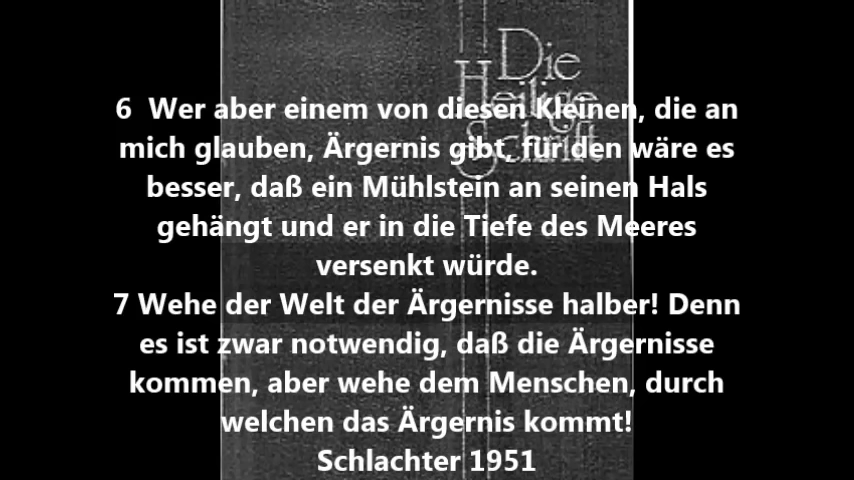 Die
Heilige
Schrift
6 Wer aber einem von diesen Kleinen, die an
mich glauben, Ärgernis gibt, für den wäre es
besser, daß ein Mühlstein an seinen Hals
gehängt und er in die Tiefe des Meeres
versenkt würde.
7 Wehe der Welt der Ärgernisse halber! Denn
es ist zwar notwendig, daß die Ärgernisse
kommen, aber wehe dem Menschen, durch
welchen das Ärgernis kommt!
Schlachter 1951